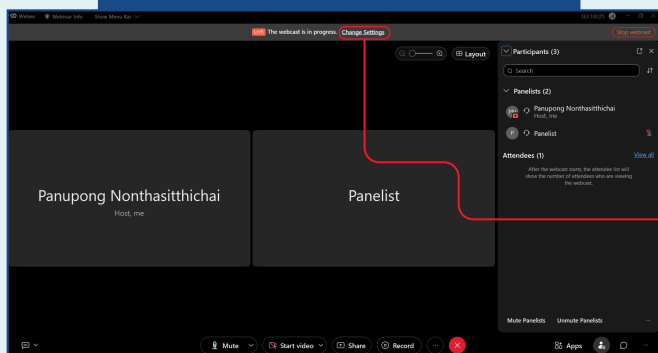 Webex Webinar Info Show Menu Bar 03:18:05
LIVE The webcast is in progress. Change Settings Stop webcast
Layout
Participants (3)
Search
Panelists (2)
Panupong Nonthasitthichai
Host, me
P Panelist
Attendees (1) View all
After the webcast starts, the attendee list will
show the number of attendees who are viewing
the webcast.
Panupong Nonthasitthichai
Host, me
Panelist
Mute Panelists Unmute Panelists
Mute Start video Share Record Apps